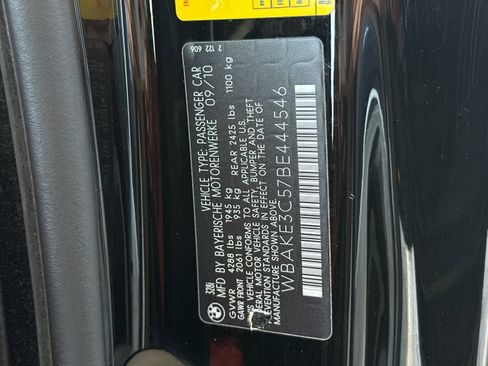 2 122 606
VEHICLE TYPE: PASSENGER CAR
MFD BY BAYERISCHE MOTORENWERKE 09/10
GVWR 4288 lbs 1945 kg
GAWR FRONT 2061 lbs 935 kg REAR 2425 lbs 1100 kg
THIS VEHICLE CONFORMS TO ALL APPLICABLE U.S.
FEDERAL MOTOR VEHICLE SAFETY, BUMPER AND THEFT
PREVENTION STANDARDS IN EFFECT ON THE DATE OF
MANUFACTURE SHOWN ABOVE.
WBAKE3C57BE444546